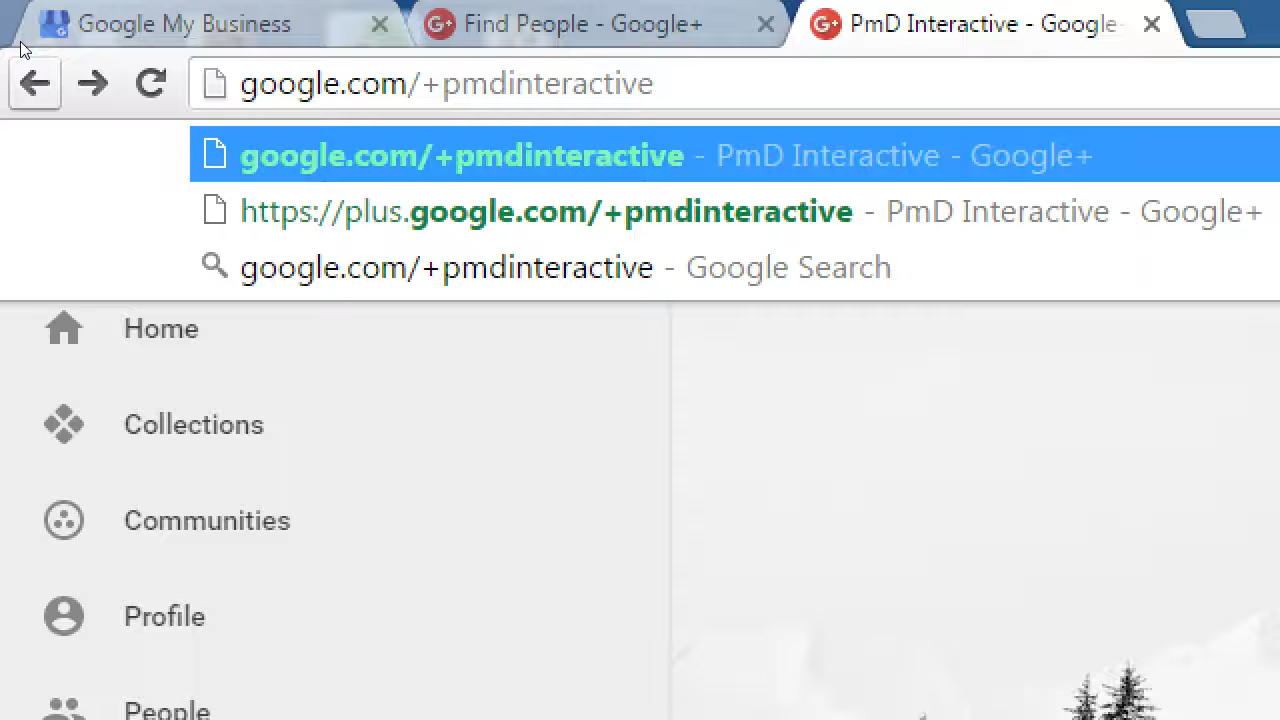 Google My Business
Find People - Google+
PmD Interactive - Google
google.com/+pmdinteractive
google.com/+pmdinteractive - PmD Interactive - Google+
https://plus.google.com/+pmdinteractive - PmD Interactive - Google+
google.com/+pmdinteractive - Google Search
Home
Collections
Communities
Profile
People